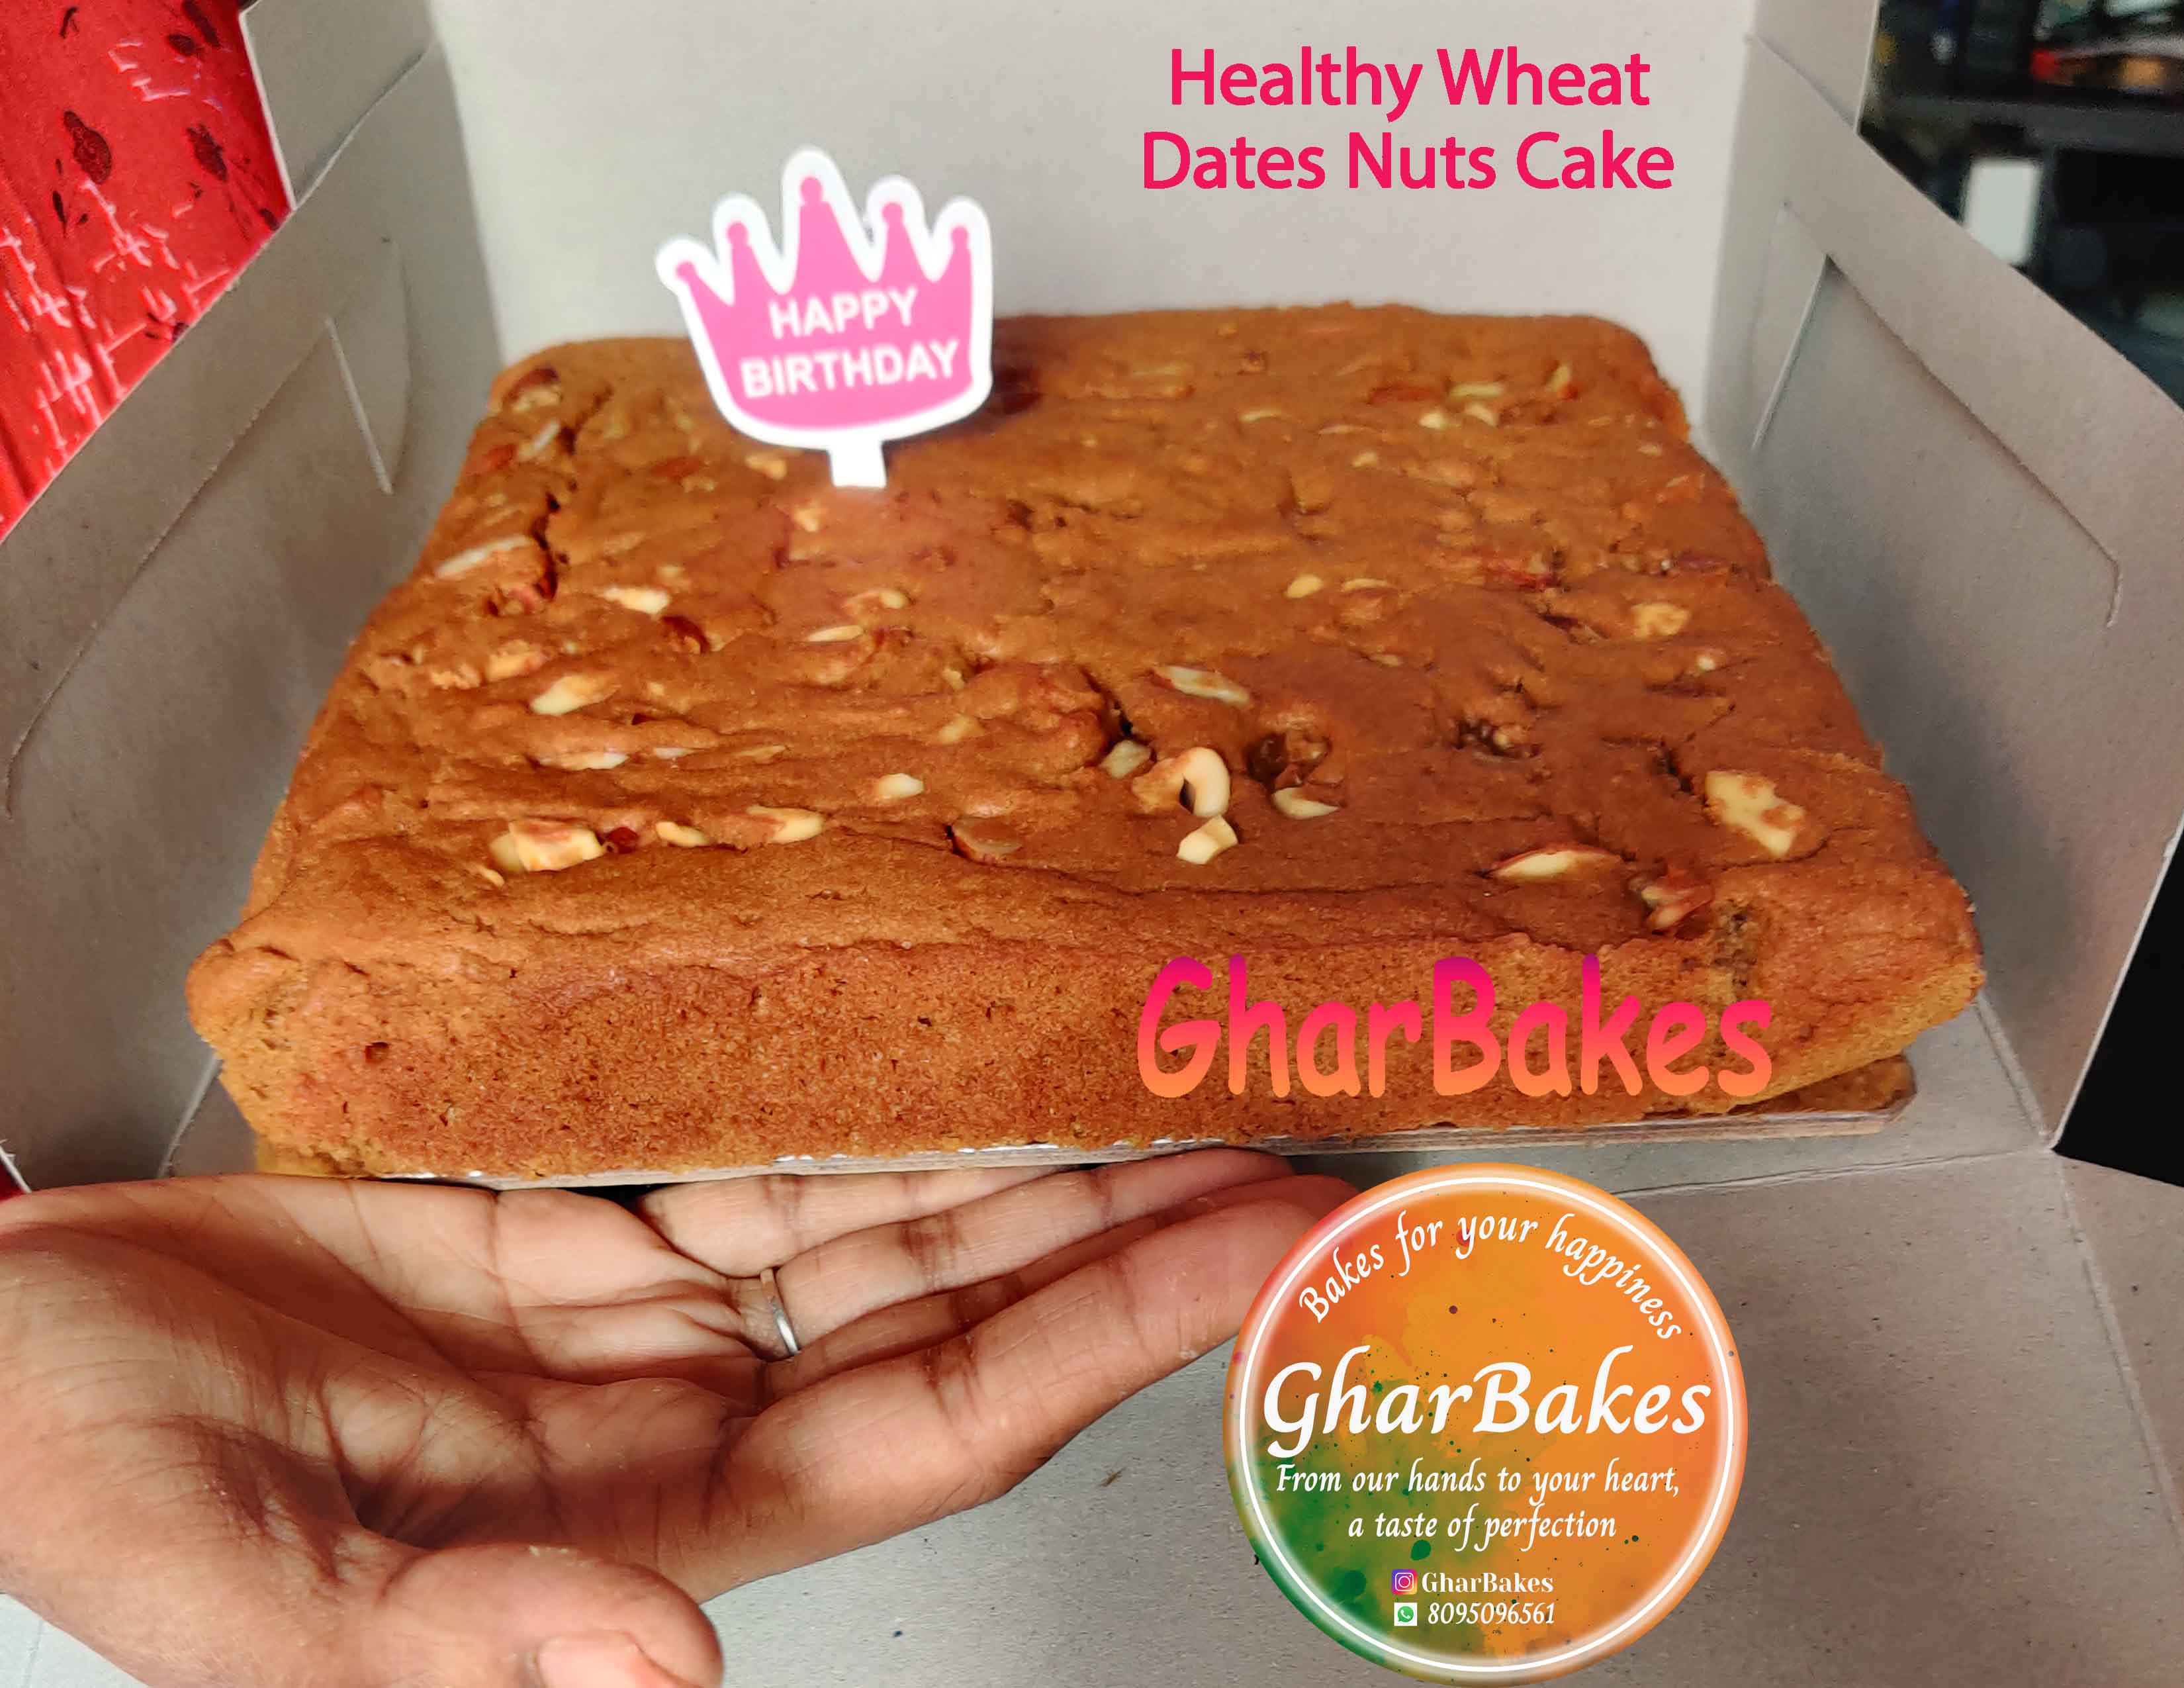 Healthy Wheat
Dates Nuts Cake
HAPPY
BIRTHDAY
GharBakes
Bakes for your happpiness
GharBakes
From our hands to your heart,
a taste of perfection
GharBakes
8095096561